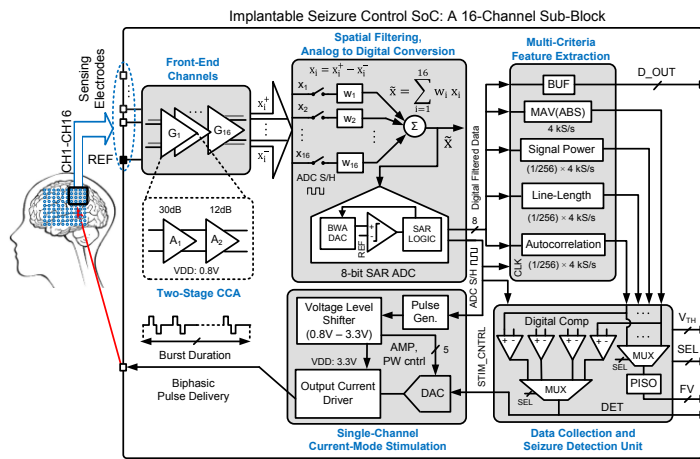 Implantable Seizure Control SoC: A 16-Channel Sub-Block
Sensing
Electrodes
CH1-CH16
REF
Front-End
Channels
G1
G16
xi+
xi−
30dB
12dB
A1
A2
VDD: 0.8V
Two-Stage CCA
Spatial Filtering,
Analog to Digital Conversion
xi = xi+ − xi−
x1
x2
x16
w1
w2
w16
Σ
x̃ = ∑ wi xi
16
i=1
x̃
ADC S/H
BWA
DAC
REF
+
-
SAR
LOGIC
8-bit SAR ADC
8
Digital Filtered Data
ADC S/H
CLK
Multi-Criteria
Feature Extraction
BUF
D_OUT
MAV(ABS)
4 kS/s
Signal Power
(1/256) × 4 kS/s
Line-Length
(1/256) × 4 kS/s
Autocorrelation
(1/256) × 4 kS/s
Burst Duration
Biphasic
Pulse Delivery
Voltage Level
Shifter
(0.8V – 3.3V)
Pulse
Gen.
VDD: 3.3V
AMP,
PW cntrl
5
Output Current
Driver
DAC
Single-Channel
Current-Mode Stimulation
STIM_CNTRL
Digital Comp
+ -
+ -
+ -
+ -
SEL
MUX
SEL
MUX
PISO
DET
VTH
SEL
FV
Data Collection and
Seizure Detection Unit